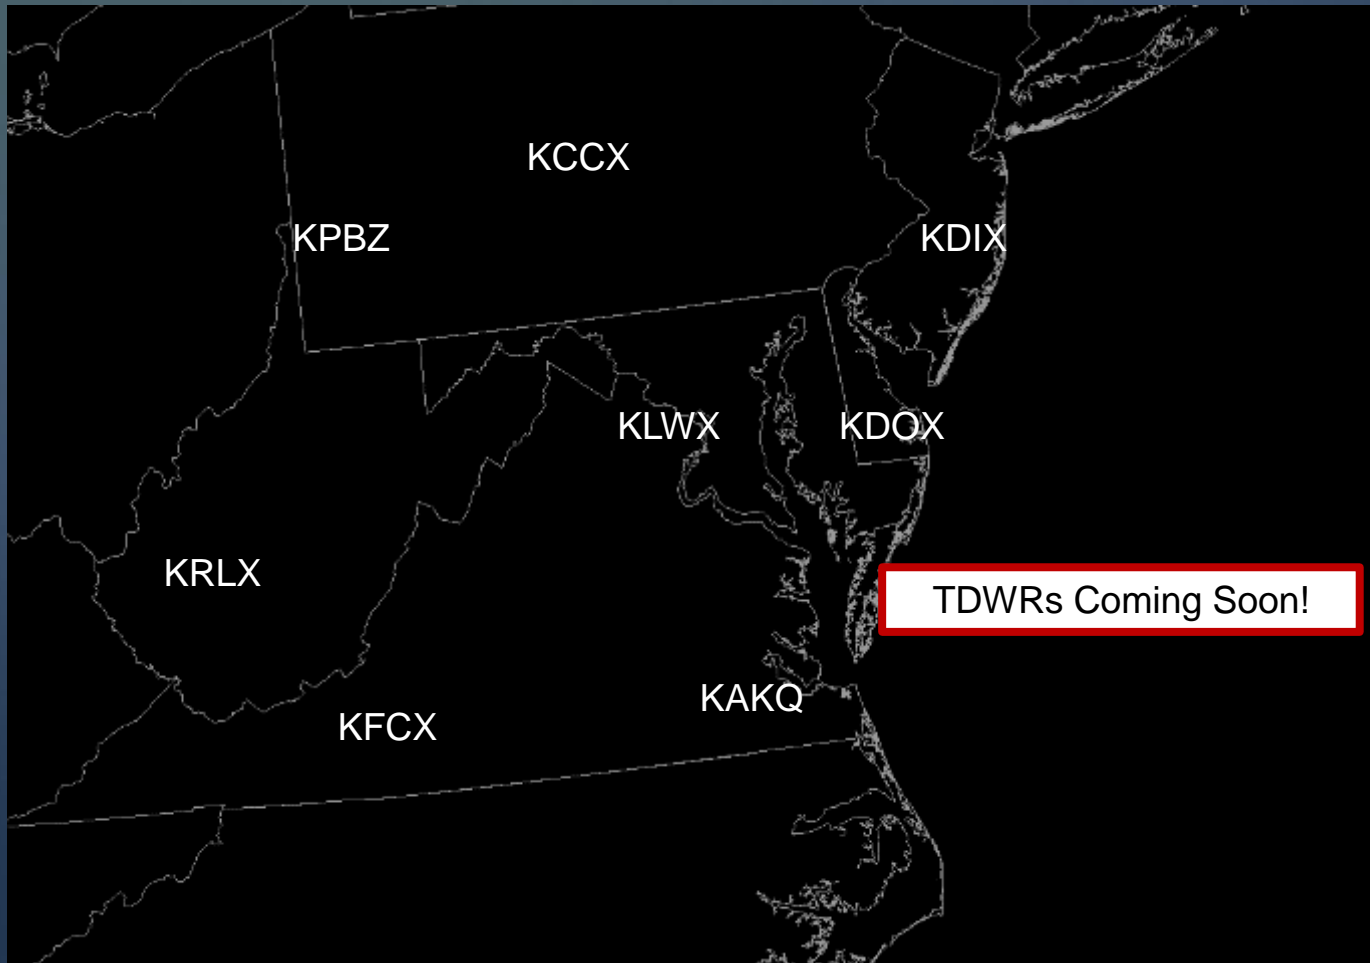 KCCX
KPBZ
KDIX
KLWX
KDOX
KRLX
TDWRs Coming Soon!
KAKQ
KFCX